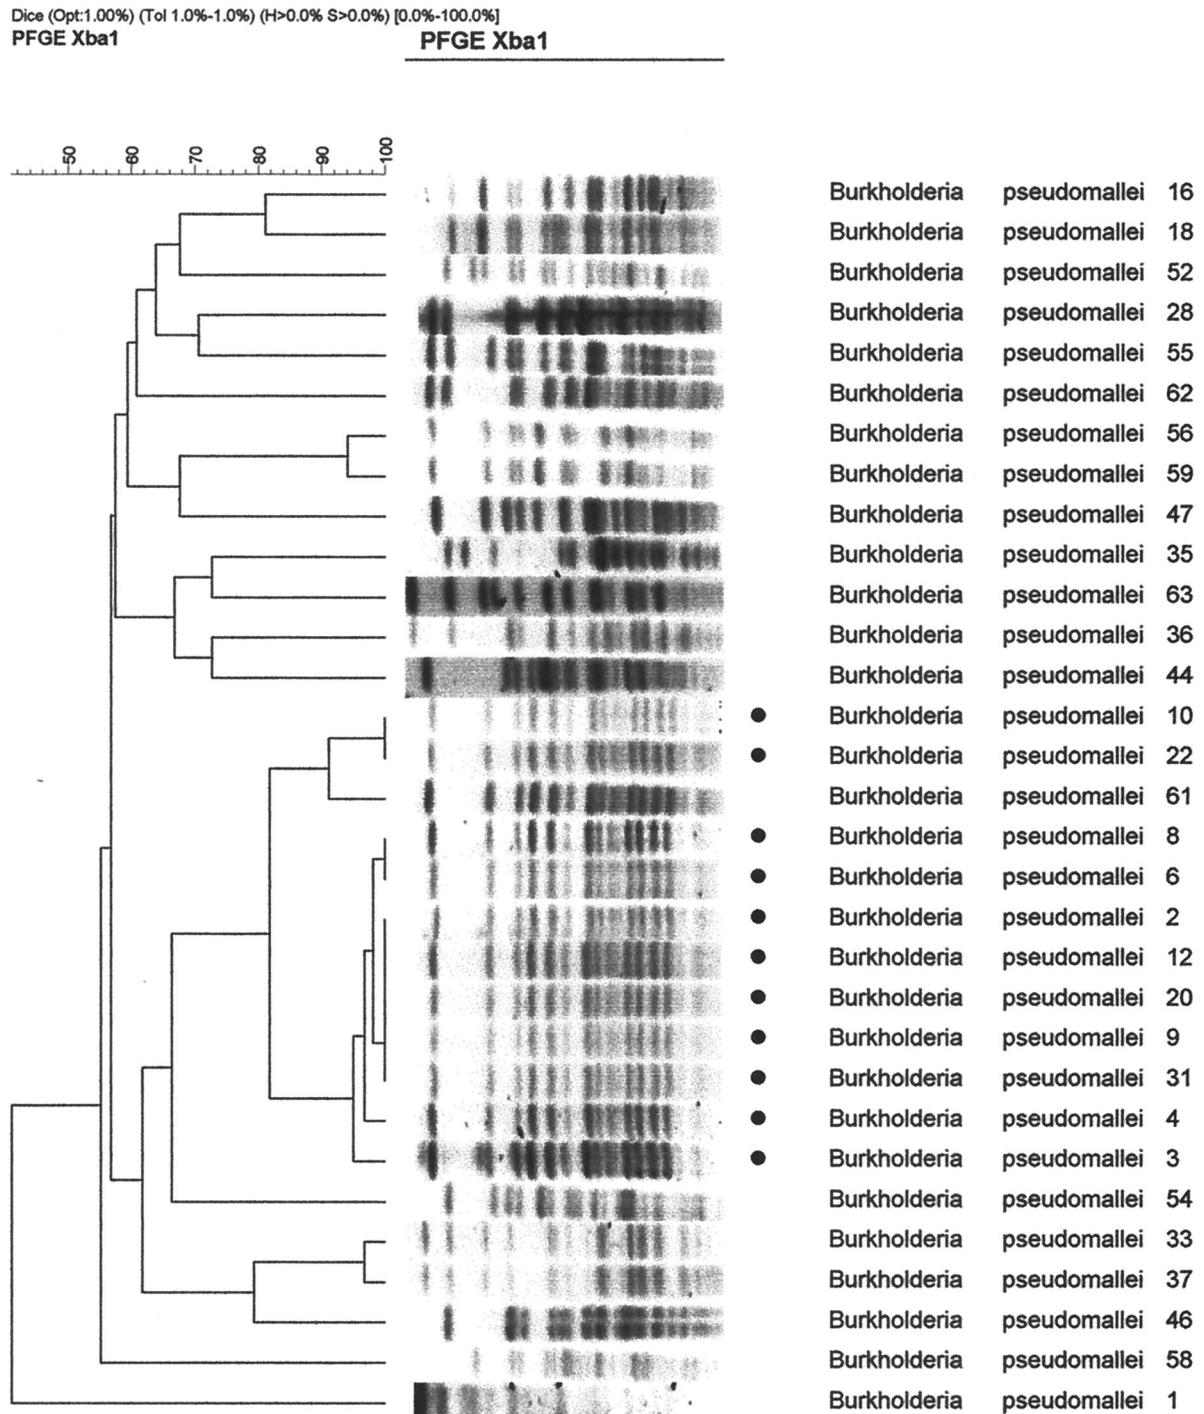 Dice (Opt:1.00%) (Tol 1.0%-1.0%) (H>0.0% S>0.0%) [0.0%-100.0%]
PFGE Xba1 PFGE Xba1
50 60 70 80 90 100
Burkholderia pseudomallei 16
Burkholderia pseudomallei 18
Burkholderia pseudomallei 52
Burkholderia pseudomallei 28
Burkholderia pseudomallei 55
Burkholderia pseudomallei 62
Burkholderia pseudomallei 56
Burkholderia pseudomallei 59
Burkholderia pseudomallei 47
Burkholderia pseudomallei 35
Burkholderia pseudomallei 63
Burkholderia pseudomallei 36
Burkholderia pseudomallei 44
Burkholderia pseudomallei 10
Burkholderia pseudomallei 22
Burkholderia pseudomallei 61
Burkholderia pseudomallei 8
Burkholderia pseudomallei 6
Burkholderia pseudomallei 2
Burkholderia pseudomallei 12
Burkholderia pseudomallei 20
Burkholderia pseudomallei 9
Burkholderia pseudomallei 31
Burkholderia pseudomallei 4
Burkholderia pseudomallei 3
Burkholderia pseudomallei 54
Burkholderia pseudomallei 33
Burkholderia pseudomallei 37
Burkholderia pseudomallei 46
Burkholderia pseudomallei 58
Burkholderia pseudomallei 1